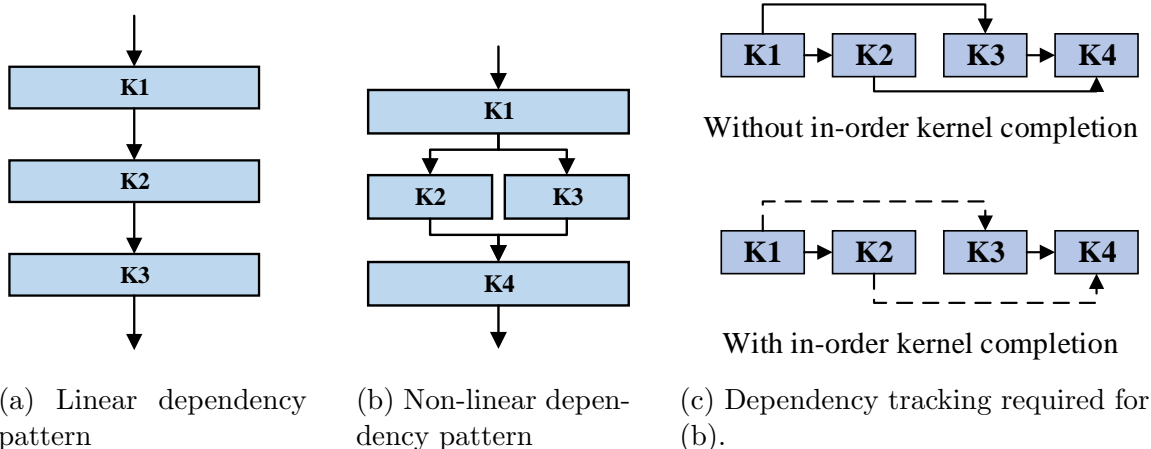 K1
K2
K3
K1
K2 K3
K4
K1 K2 K3 K4
Without in-order kernel completion
K1 K2 K3 K4
With in-order kernel completion
(a) Linear dependency
pattern
(b) Non-linear depen-
dency pattern
(c) Dependency tracking required for
(b).